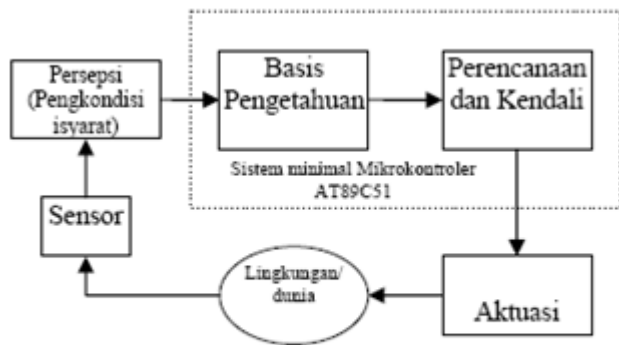 Persepsi
(Pengkondisi
isyarat)
Basis
Pengetahuan
Perencanaan
dan Kendali
Sistem minimal Mikrokontroler
AT89C51
Sensor
Lingkungan/
dunia
Aktuasi